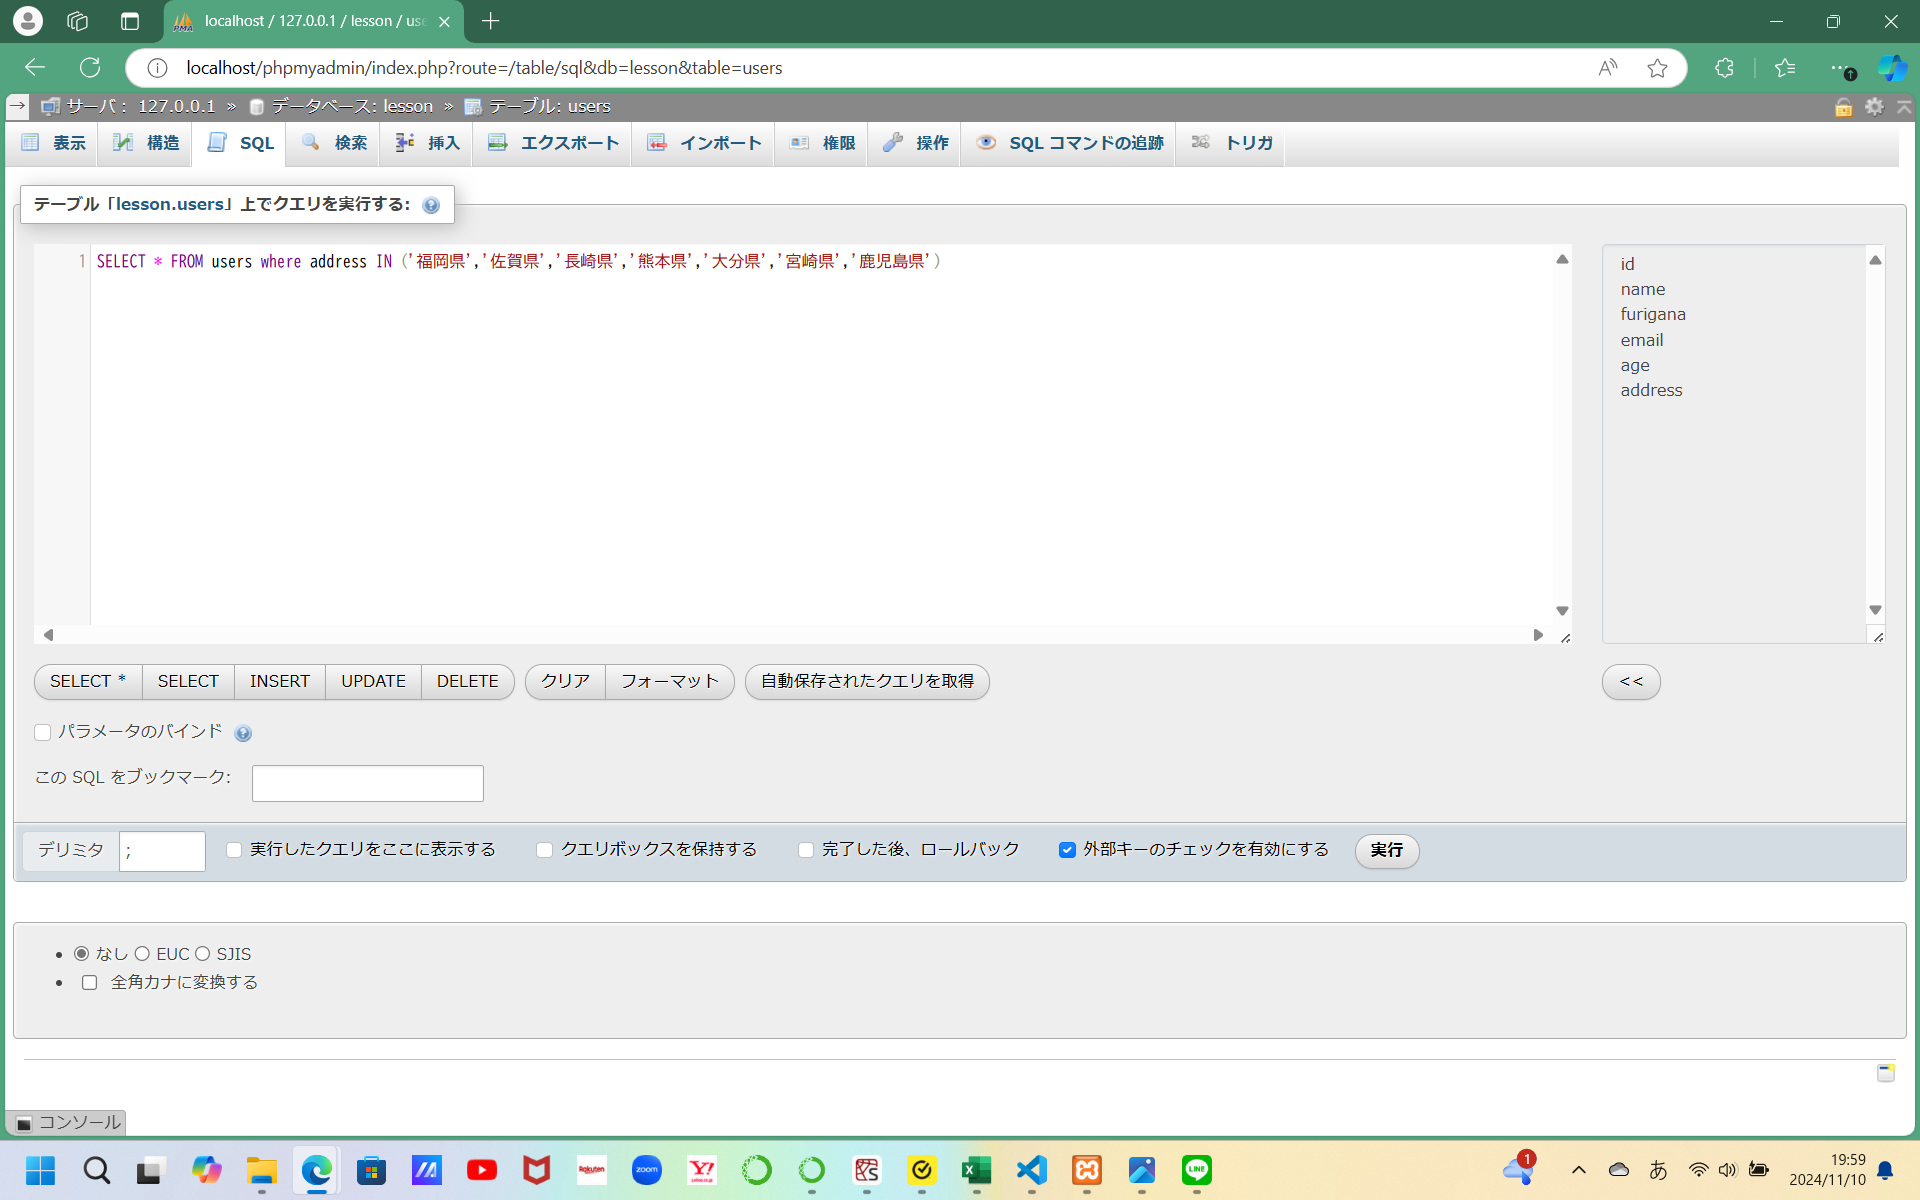 localhost / 127.0.0.1 / lesson / use
localhost/phpmyadmin/index.php?route=/table/sql&db=lesson&table=users
サーバ: 127.0.0.1 » データベース: lesson » テーブル: users
表示 構造 SQL 検索 挿入 エクスポート インポート 権限 操作 SQL コマンドの追跡 トリガ
テーブル「lesson.users」上でクエリを実行する:
1 SELECT * FROM users where address IN ('福岡県','佐賀県','長崎県','熊本県','大分県','宮崎県','鹿児島県')
id
name
furigana
email
age
address
SELECT * SELECT INSERT UPDATE DELETE クリア フォーマット 自動保存されたクエリを取得 <<
パラメータのバインド
この SQL をブックマーク:
デリミタ ; 実行したクエリをここに表示する クエリボックスを保持する 完了した後、ロールバック 外部キーのチェックを有効にする 実行
なし EUC SJIS
全角カナに変換する
コンソール
Rakuten zoom Y! LINE 1 あ 19:59
2024/11/10